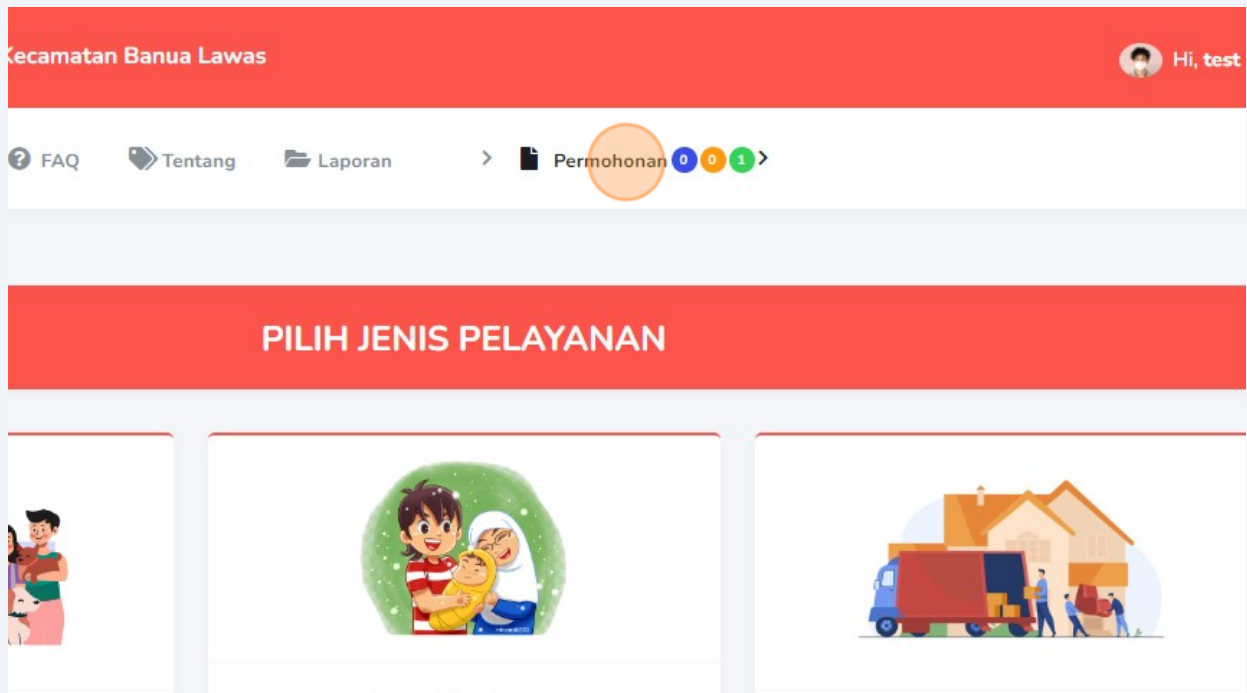 Kecamatan Banua Lawas
Hi, test
FAQ Tentang Laporan Permohonan 0 0 1
PILIH JENIS PELAYANAN